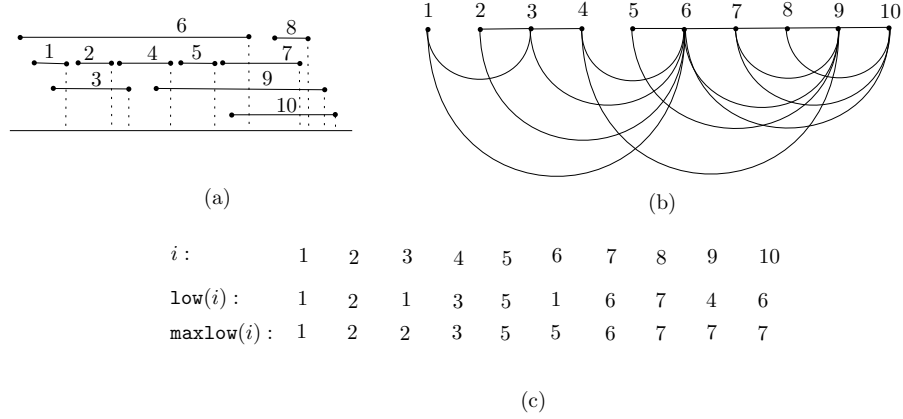 6 8
1 2 4 5 7
3 9
10
(a)
1 2 3 4 5 6 7 8 9 10
(b)
i : 1 2 3 4 5 6 7 8 9 10
low(i) : 1 2 1 3 5 1 6 7 4 6
maxlow(i) : 1 2 2 3 5 5 6 7 7 7
(c)